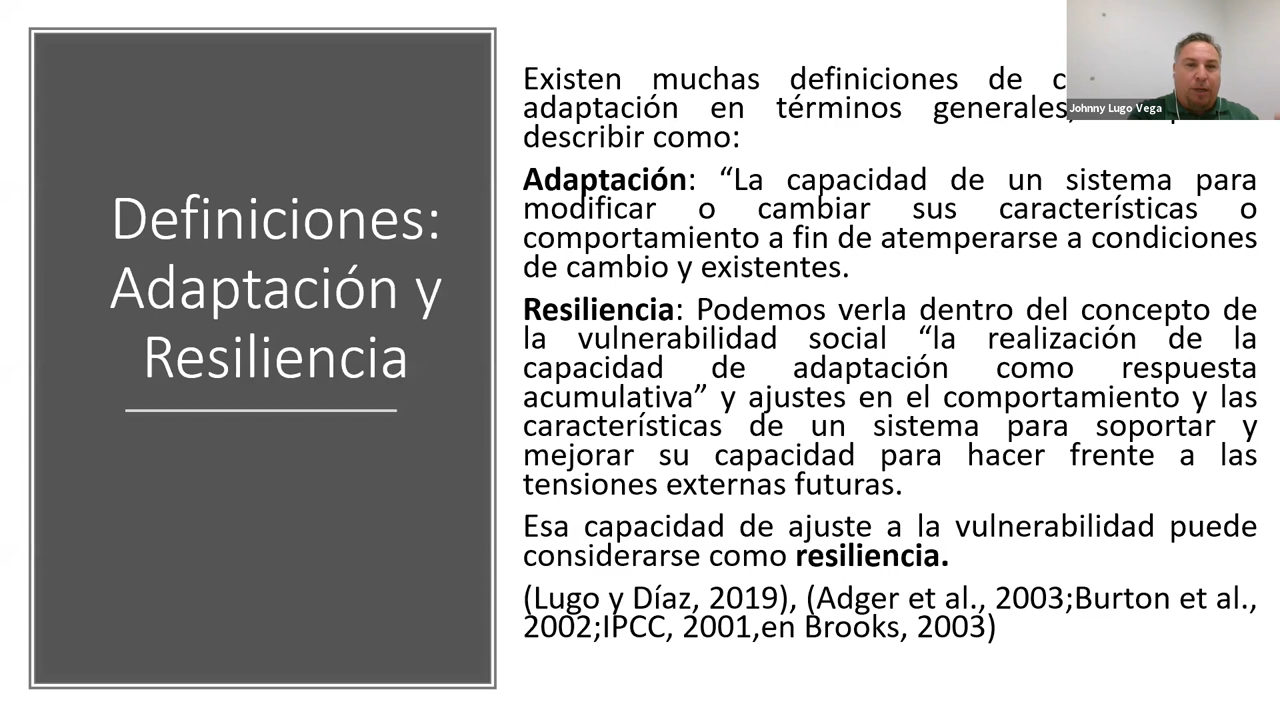 Definiciones:
Adaptación y
Resiliencia
Existen muchas definiciones de
adaptación en términos generales,
describir como:
Adaptación: “La capacidad de un sistema para
modificar o cambiar sus características o
comportamiento a fin de atemperarse a condiciones
de cambio y existentes.
Resiliencia: Podemos verla dentro del concepto de
la vulnerabilidad social “la realización de la
capacidad de adaptación como respuesta
acumulativa” y ajustes en el comportamiento y las
características de un sistema para soportar y
mejorar su capacidad para hacer frente a las
tensiones externas futuras.
Esa capacidad de ajuste a la vulnerabilidad puede
considerarse como resiliencia.
(Lugo y Díaz, 2019), (Adger et al., 2003;Burton et al.,
2002;IPCC, 2001,en Brooks, 2003)
Johnny Lugo Vega